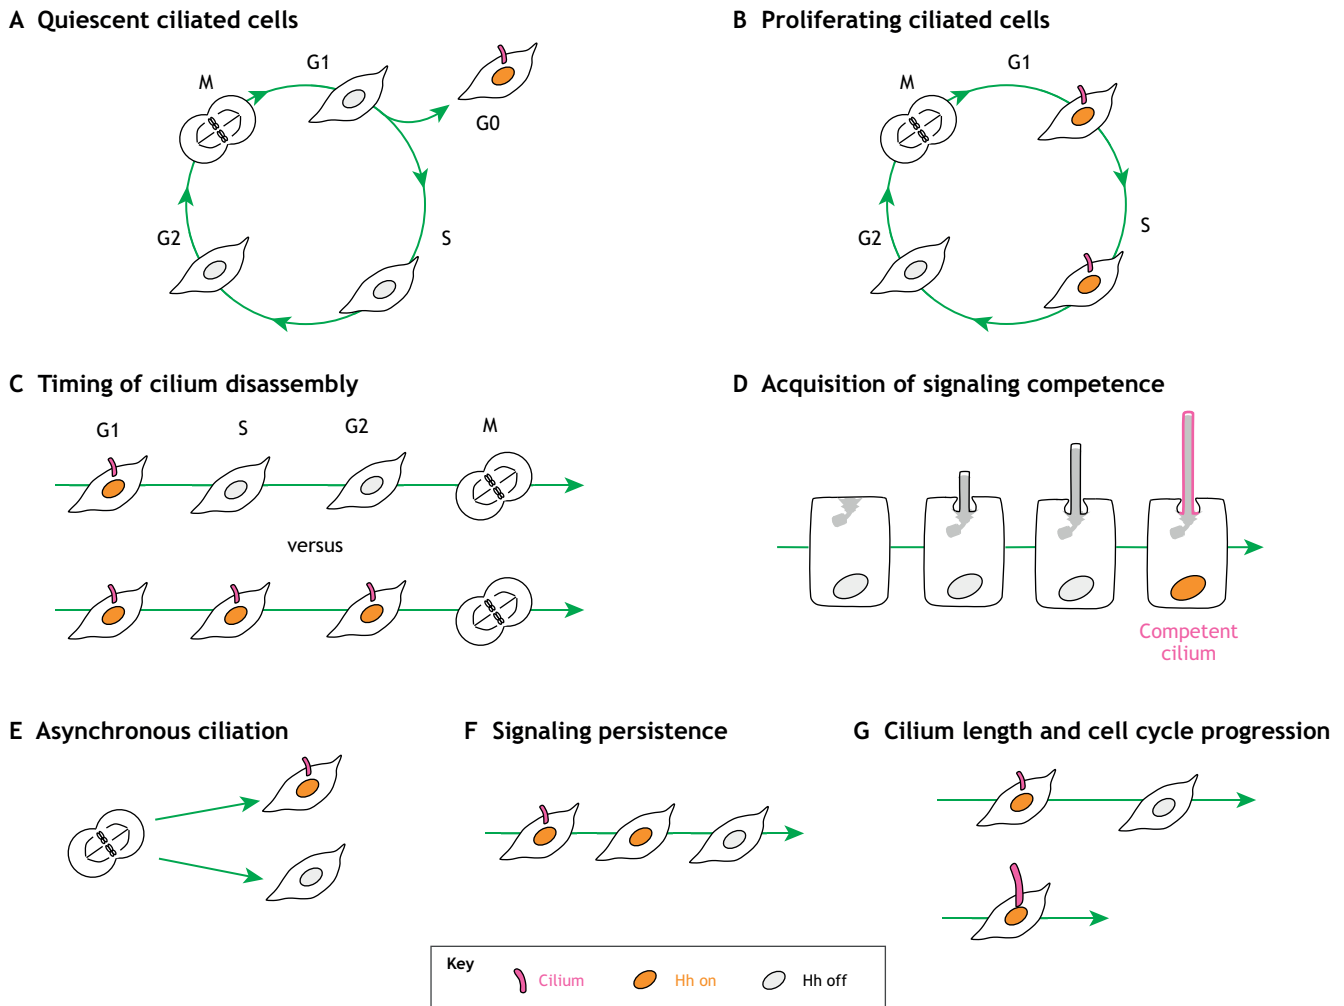 A Quiescent ciliated cells
M
G1
G0
S
G2
B Proliferating ciliated cells
M
G1
S
G2
C Timing of cilium disassembly
G1
S
G2
M
versus
D Acquisition of signaling competence
Competent
cilium
E Asynchronous ciliation
F Signaling persistence
G Cilium length and cell cycle progression
Key
Cilium
Hh on
Hh off